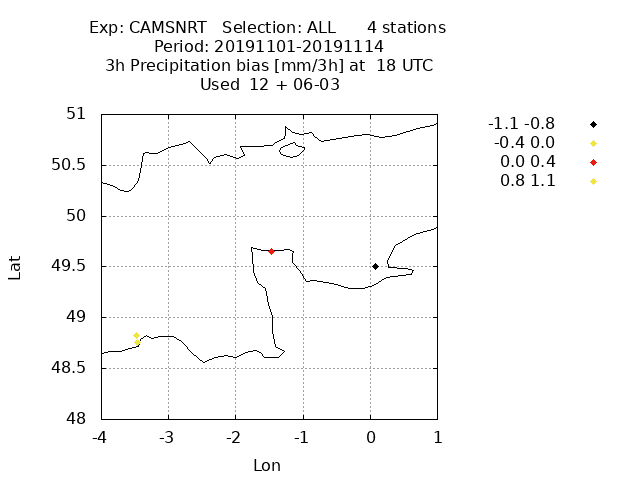 Exp: CAMSNRT Selection: ALL 4 stations
Period: 20191101-20191114
3h Precipitation bias [mm/3h] at 18 UTC
Used 12 + 06-03
51
50.5
50
49.5
49
48.5
48
Lat
-4 -3 -2 -1 0 1
Lon
-1.1 -0.8
-0.4 0.0
0.0 0.4
0.8 1.1